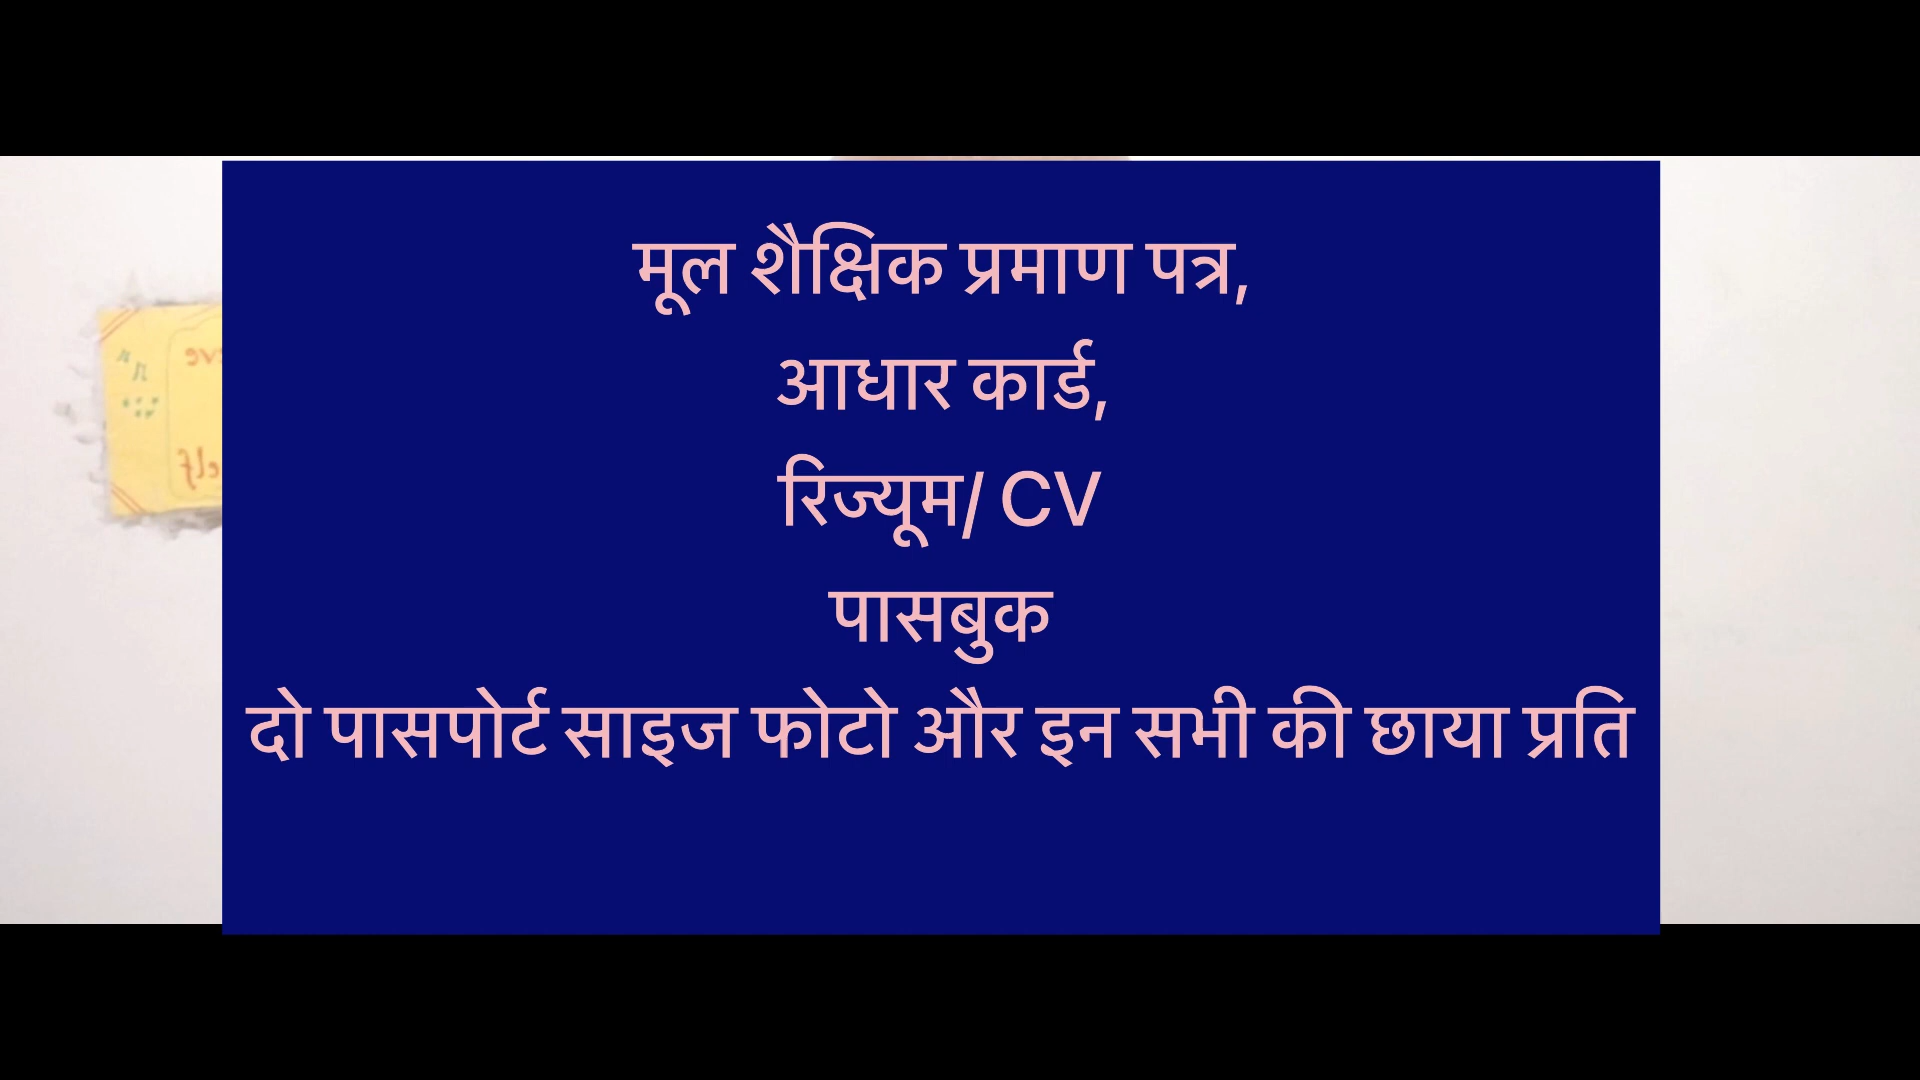 मूल शैक्षिक प्रमाण पत्र,
आधार कार्ड,
रिज्यूम/ CV
पासबुक
दो पासपोर्ट साइज फोटो और इन सभी की छाया प्रति